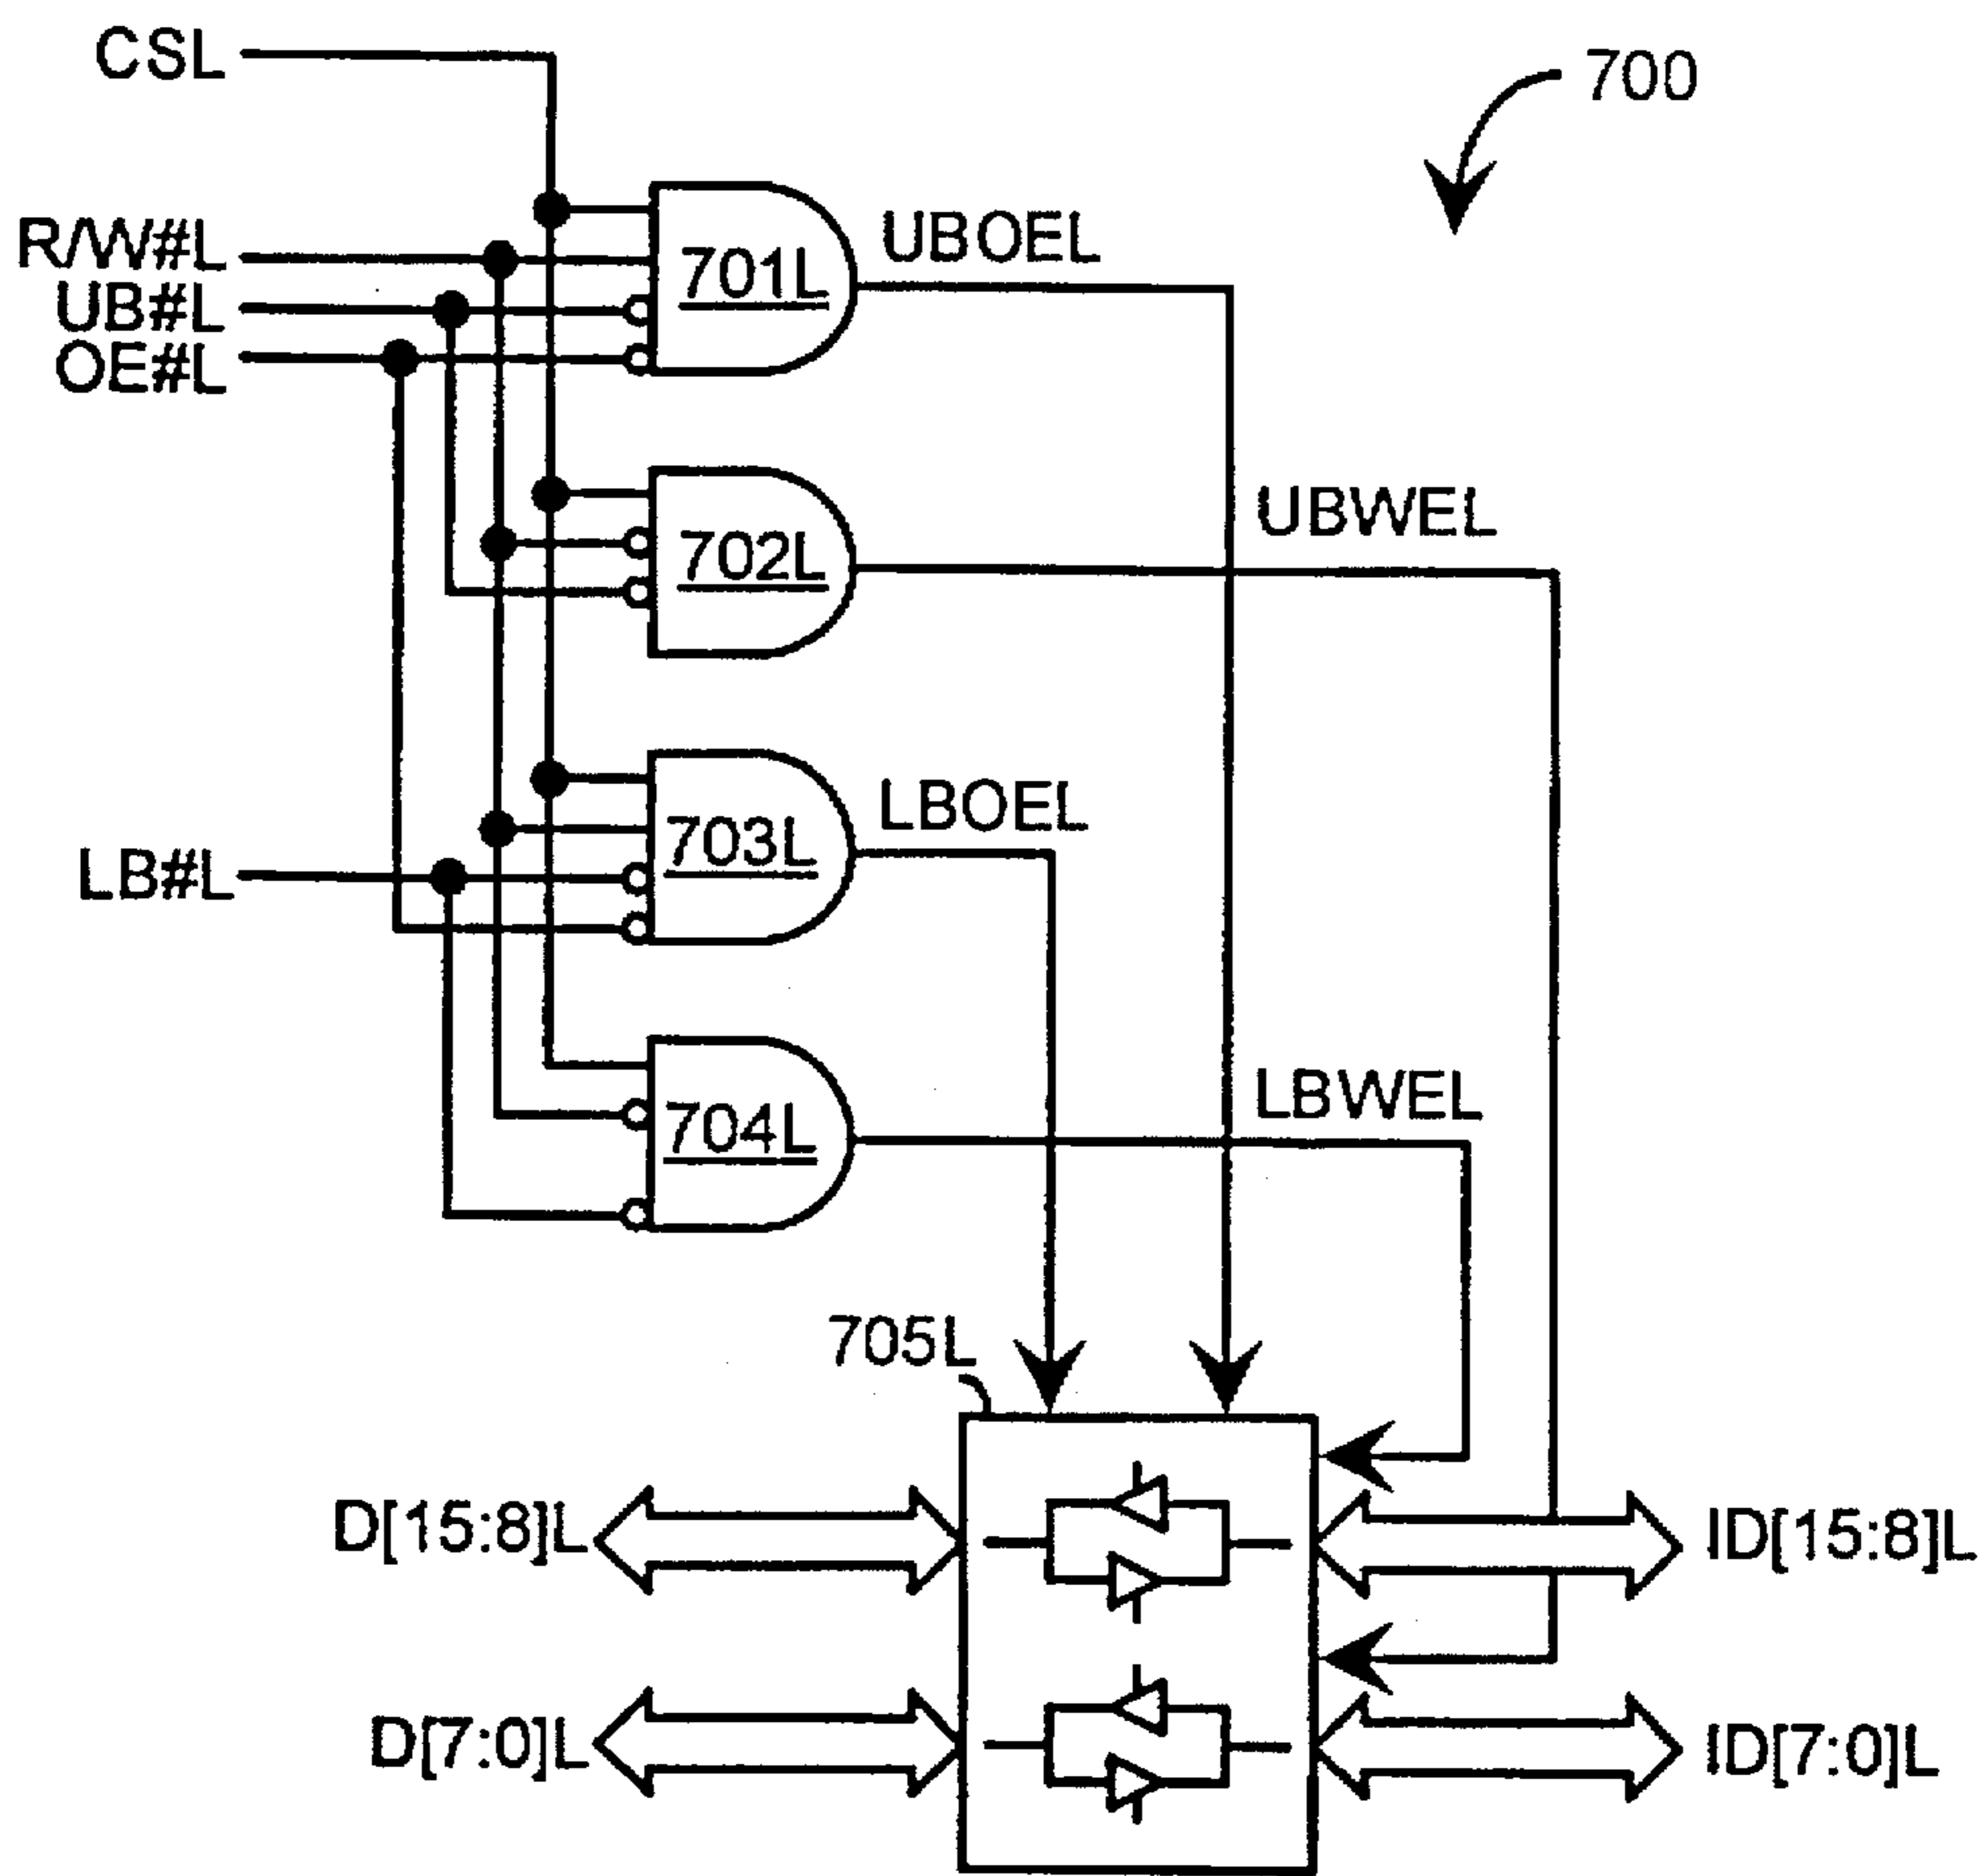 CSL
700
R/W#L
UB#L
OE#L
701L
UBOEL
702L
UBWEL
703L
LBOEL
LB#L
704L
LBWEL
705L
D[15:8]L
ID[15:8]L
D[7:0]L
ID[7:0]L